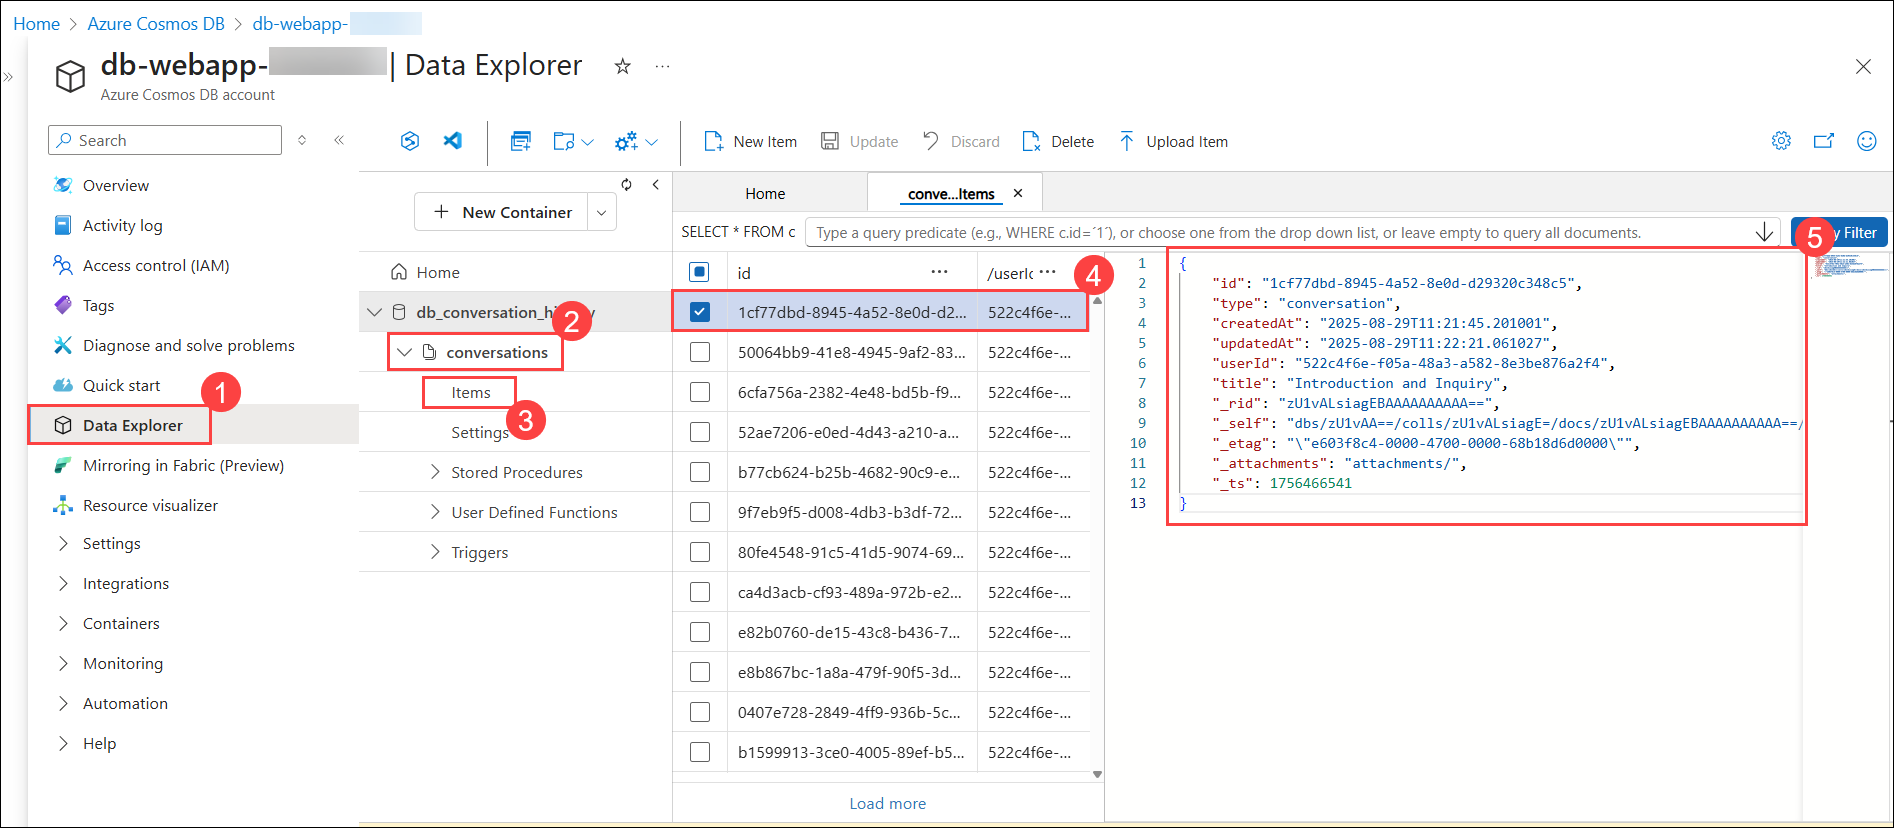 Home > Azure Cosmos DB > db-webapp-
db-webapp- | Data Explorer
Azure Cosmos DB account
Search
Overview
Activity log
Access control (IAM)
Tags
Diagnose and solve problems
Quick start
1
Data Explorer
Mirroring in Fabric (Preview)
Resource visualizer
Settings
Integrations
Containers
Monitoring
Automation
Help
New Item
Update
Discard
Delete
Upload Item
New Container
Home
db_conversation_hi y
2
conversations
Items
3
Settings
Stored Procedures
User Defined Functions
Triggers
Home
conve...Items
SELECT * FROM c
Type a query predicate (e.g., WHERE c.id=´1´), or choose one from the drop down list, or leave empty to query all documents.
5
y Filter
id ... /userIc ...
4
1cf77dbd-8945-4a52-8e0d-d2... 522c4f6e-...
50064bb9-41e8-4945-9af2-83... 522c4f6e-...
6cfa756a-2382-4e48-bd5b-f9... 522c4f6e-...
52ae7206-e0ed-4d43-a210-a... 522c4f6e-...
b77cb624-b25b-4682-90c9-e... 522c4f6e-...
9f7eb9f5-d008-4db3-b3df-72... 522c4f6e-...
80fe4548-91c5-41d5-9074-69... 522c4f6e-...
ca4d3acb-cf93-489a-972b-e2... 522c4f6e-...
e82b0760-de15-43c8-b436-7... 522c4f6e-...
e8b867bc-1a8a-479f-90f5-3d... 522c4f6e-...
0407e728-2849-4ff9-936b-5c... 522c4f6e-...
b1599913-3ce0-4005-89ef-b5... 522c4f6e-...
Load more
1 {
2 "id": "1cf77dbd-8945-4a52-8e0d-d29320c348c5",
3 "type": "conversation",
4 "createdAt": "2025-08-29T11:21:45.201001",
5 "updatedAt": "2025-08-29T11:22:21.061027",
6 "userId": "522c4f6e-f05a-48a3-a582-8e3be876a2f4",
7 "title": "Introduction and Inquiry",
8 "_rid": "zU1vALsiagEBAAAAAAAAAA==",
9 "_self": "dbs/zU1vAA==/colls/zU1vALsiagE=/docs/zU1vALsiagEBAAAAAAAAAA==/
10 "_etag": "\"e603f8c4-0000-4700-0000-68b18d6d0000\"",
11 "_attachments": "attachments/",
12 "_ts": 1756466541
13 }